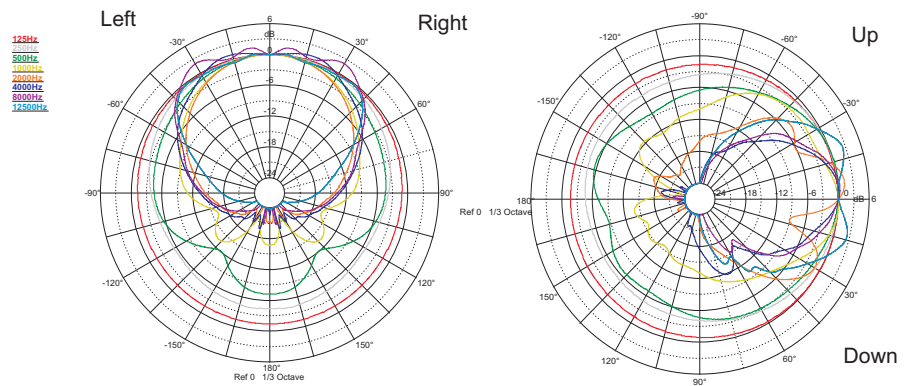 Left
Right
Up
Down
125Hz
250Hz
500Hz
1000Hz
2000Hz
4000Hz
8000Hz
12500Hz
6
dB
0
-6
-12
-18
-24
-30°
30°
-60°
60°
-90°
90°
-120°
120°
-150°
150°
180°
Ref 0 1/3 Octave
-90°
-120°
-60°
-150°
-30°
180°
Ref 0 1/3 Octave
-24
-18
-12
-6
0
dB
6
150°
30°
120°
60°
90°